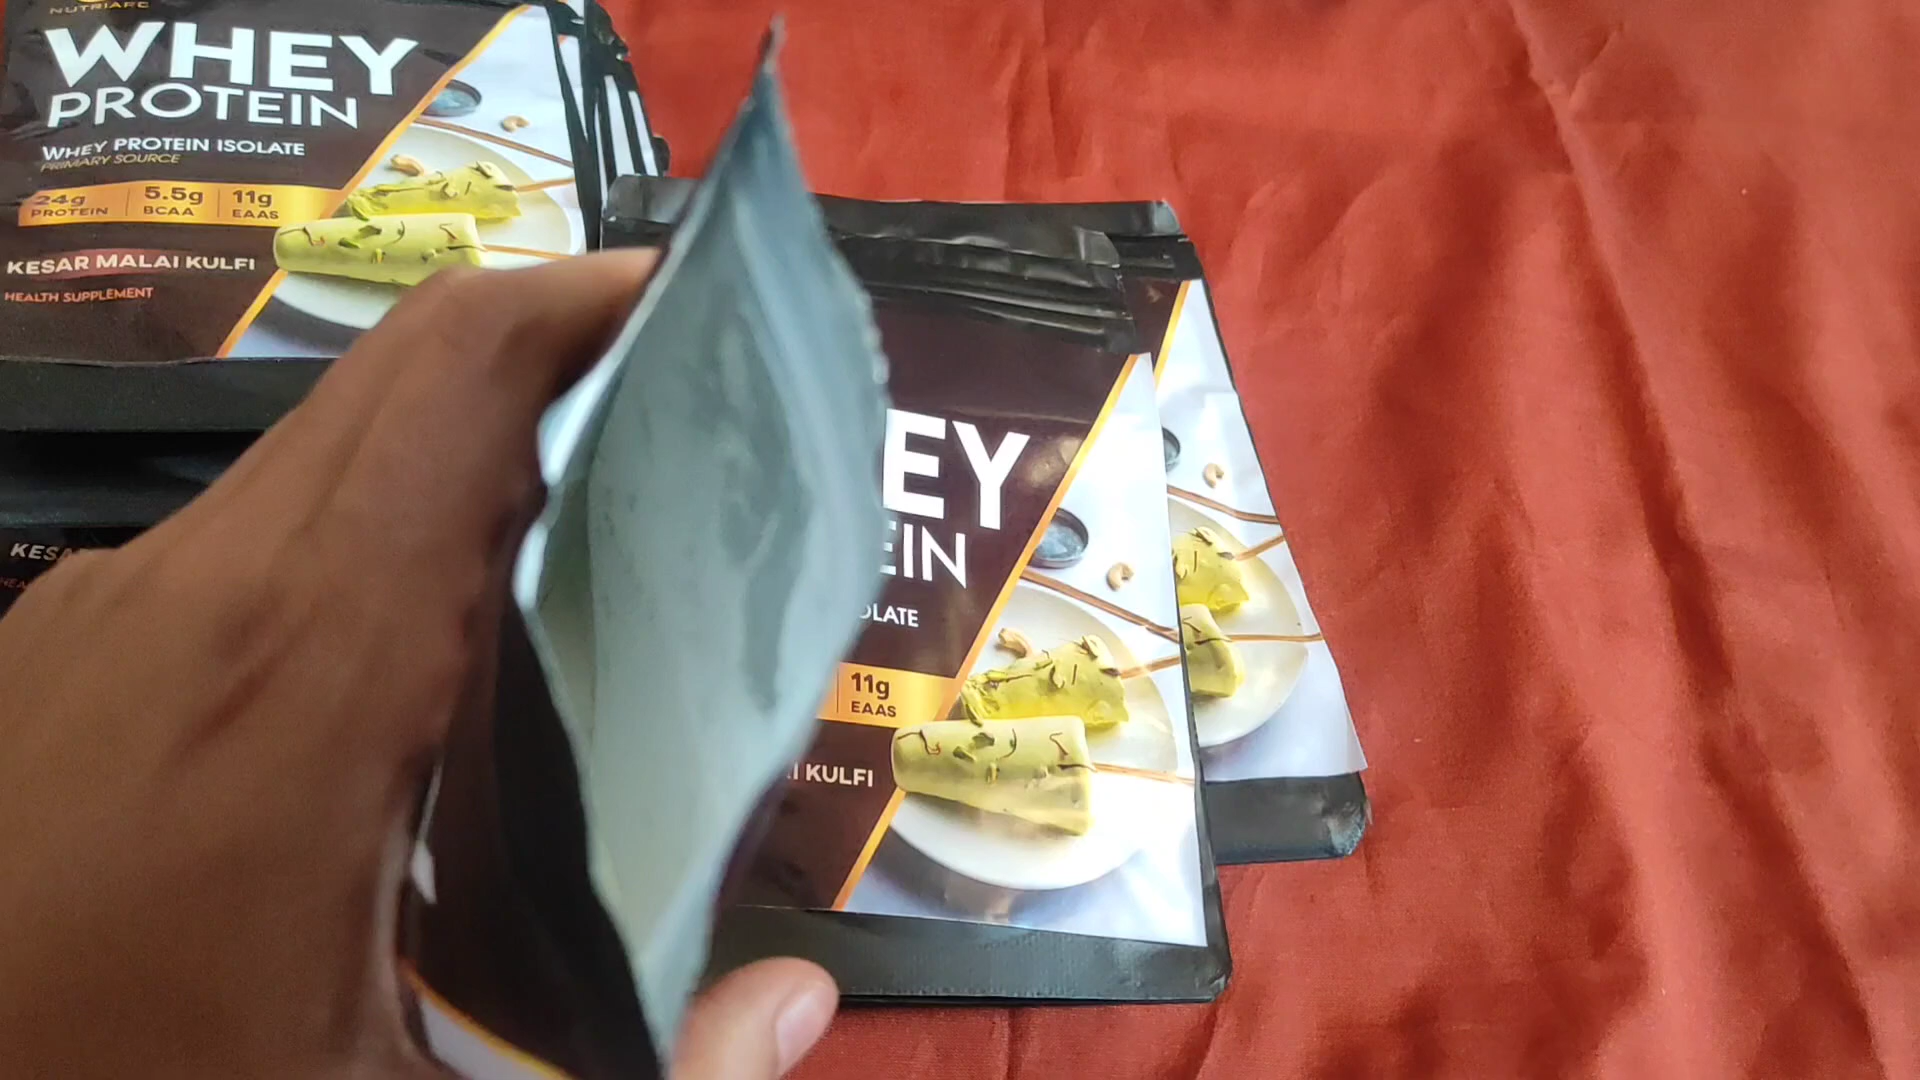 WHEY
PROTEIN
WHEY PROTEIN ISOLATE
PRIMARY SOURCE
24g PROTEIN
5.5g BCAA
11g EAAS
KESAR MALAI KULFI
HEALTH SUPPLEMENT
EY
EIN
OLATE
11g EAAS
KULFI